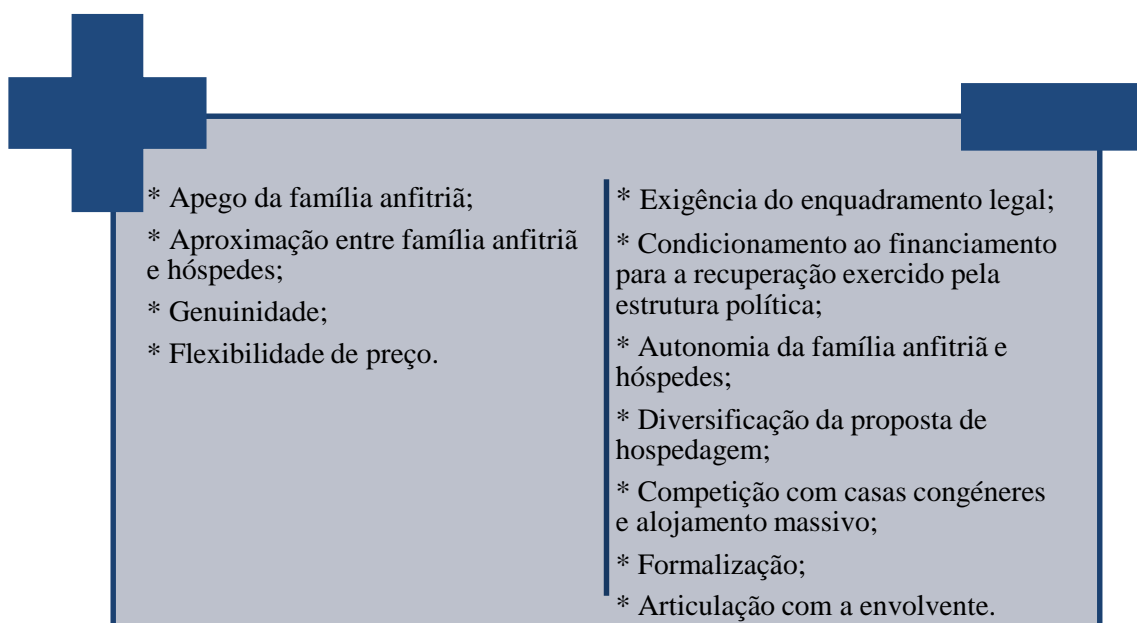 * Apego da família anfitriã;
* Aproximação entre família anfitriã
e hóspedes;
* Genuinidade;
* Flexibilidade de preço.
* Exigência do enquadramento legal;
* Condicionamento ao financiamento
para a recuperação exercido pela
estrutura política;
* Autonomia da família anfitriã e
hóspedes;
* Diversificação da proposta de
hospedagem;
* Competição com casas congéneres
e alojamento massivo;
* Formalização;
* Articulação com a envolvente.